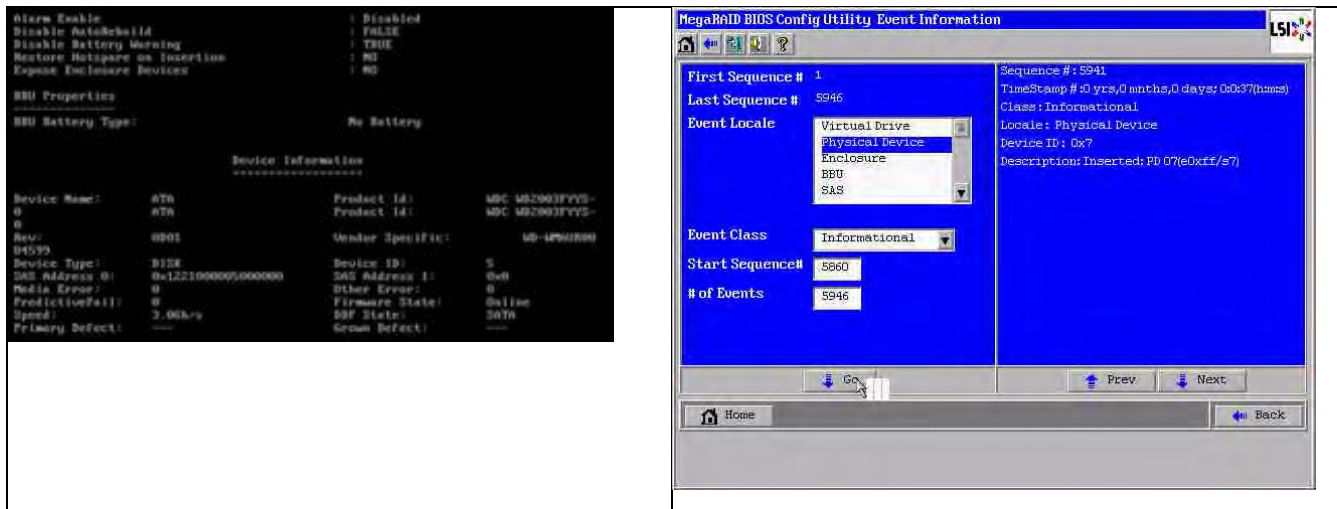 Alarm Enable : Disabled
Disable AutoRebuild : FALSE
Disable Battery Warning : TRUE
Restore Hotspare on Insertion : NO
Expose Enclosure Devices : NO
BBU Properties
BBU Battery Type: No Battery
Device Information
Device Name: ATA Product Id: WDC WD2003FYYS-
0 ATA Product Id: WDC WD2003FYYS-
0
Rev: 0D01 Vendor Specific:
04599
Device Type: DISK Device ID: 5
SAS Address 0: 0x1221000005000000 SAS Address 1: 0x0
Media Error: 0 Other Error: 0
PredictiveFail: 0 Firmware State: Online
Speed: 3.0Gb/s DDF State: SATA
Primary Defect: --- Grown Defect: ---
MegaRAID BIOS Config Utility Event Information
LSI
First Sequence # 1
Last Sequence # 5946
Event Locale
Virtual Drive
Physical Device
Enclosure
BBU
SAS
Event Class Informational
Start Sequence# 5860
# of Events 5946
Go
Sequence #: 5941
TimeStamp #:0 yrs,0 mnths,0 days; 0:0:37(h:m:s)
Class: Informational
Locale: Physical Device
Device ID: 0x7
Description: Inserted: PD 07(e0xff/s7)
Prev Next
Home Back